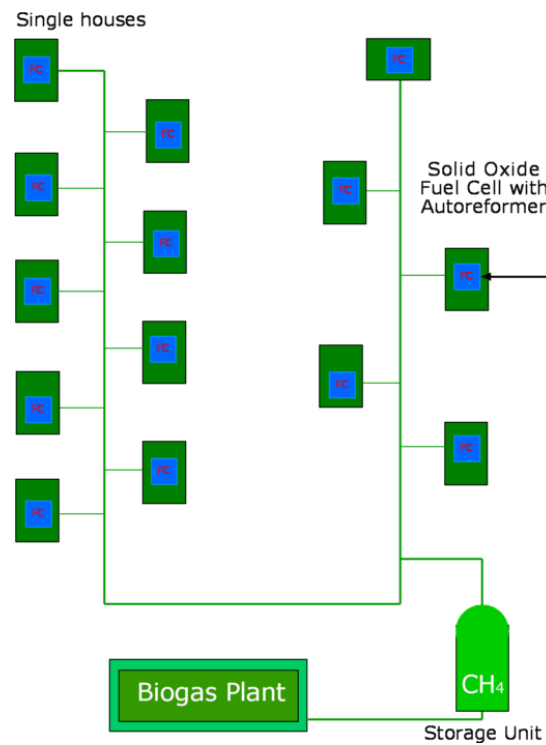 Single houses
FC
FC
FC
FC
FC
Solid Oxide
Fuel Cell with
Autoreformer
FC
FC
FC
FC
FC
FC
FC
FC
FC
CH₄
Biogas Plant
Storage Unit